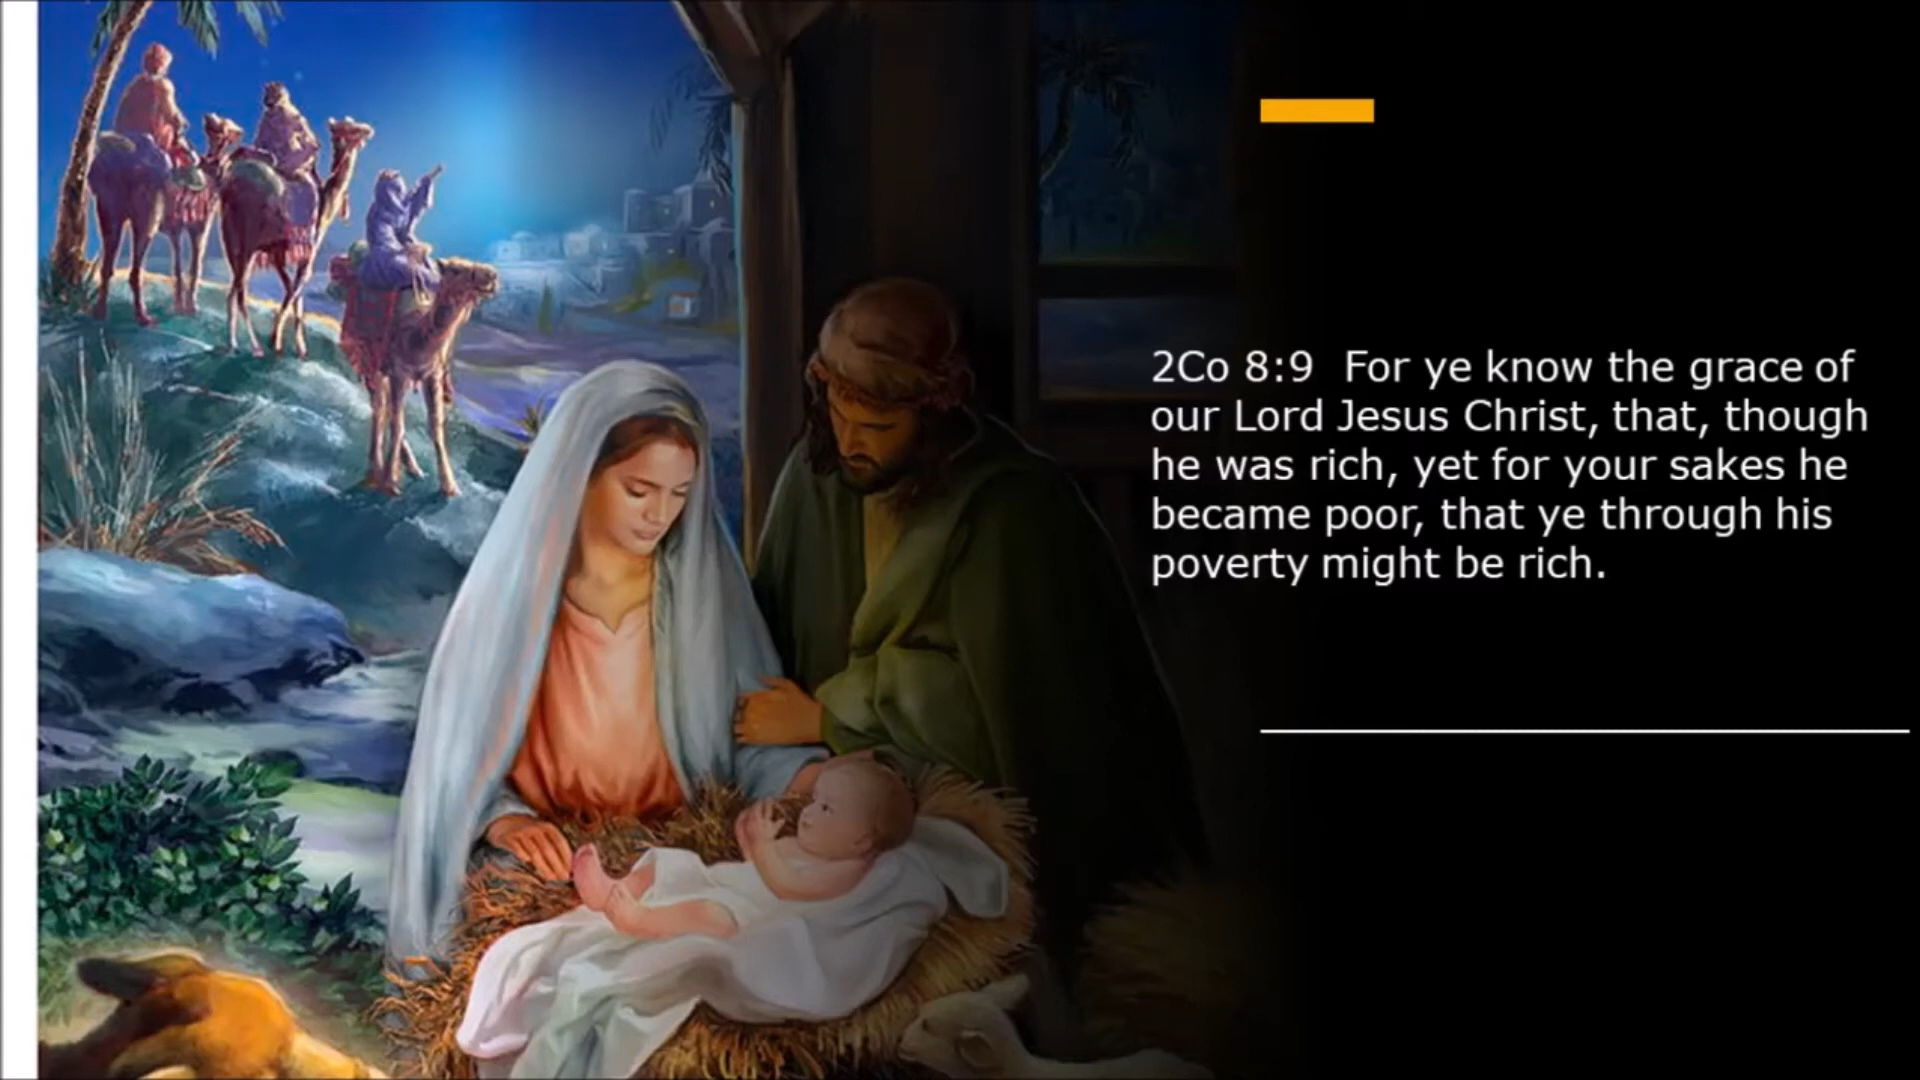 2Co 8:9  For ye know the grace of
our Lord Jesus Christ, that, though
he was rich, yet for your sakes he
became poor, that ye through his
poverty might be rich.